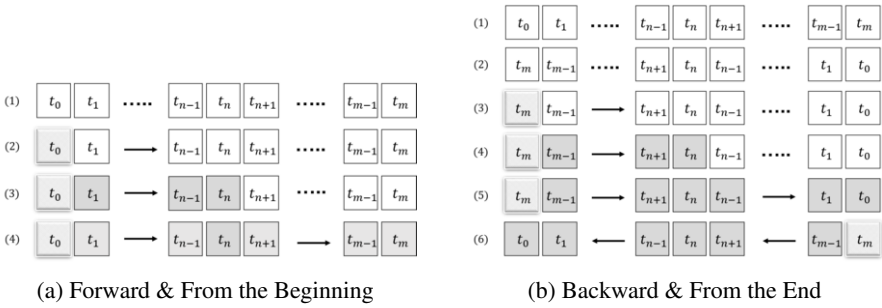 (1) t₀ t₁ ..... tₙ₋₁ tₙ tₙ₊₁ ..... tₘ₋₁ tₘ
(2) t₀ t₁ tₙ₋₁ tₙ tₙ₊₁ ..... tₘ₋₁ tₘ
(3) t₀ t₁ tₙ₋₁ tₙ tₙ₊₁ ..... tₘ₋₁ tₘ
(4) t₀ t₁ tₙ₋₁ tₙ tₙ₊₁ tₘ₋₁ tₘ
(a) Forward & From the Beginning
(1) t₀ t₁ ..... tₙ₋₁ tₙ tₙ₊₁ ..... tₘ₋₁ tₘ
(2) tₘ tₘ₋₁ ..... tₙ₊₁ tₙ tₙ₋₁ ..... t₁ t₀
(3) tₘ tₘ₋₁ tₙ₊₁ tₙ tₙ₋₁ ..... t₁ t₀
(4) tₘ tₘ₋₁ tₙ₊₁ tₙ tₙ₋₁ ..... t₁ t₀
(5) tₘ tₘ₋₁ tₙ₊₁ tₙ tₙ₋₁ t₁ t₀
(6) t₀ t₁ tₙ₋₁ tₙ tₙ₊₁ tₘ₋₁ tₘ
(b) Backward & From the End